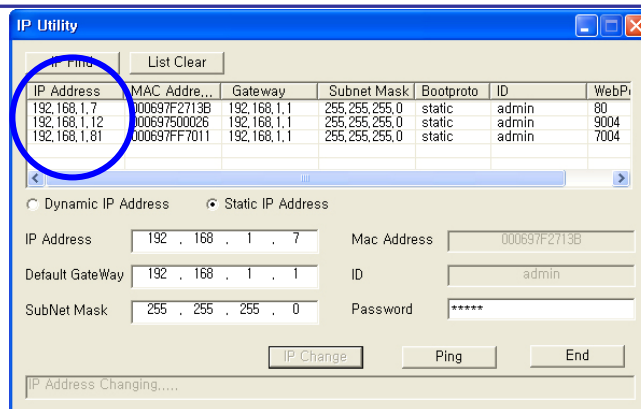 IP Utility
IP Find List Clear
IP Address MAC Addre... Gateway Subnet Mask Bootproto ID WebPr
192,168,1,7 000697F2713B 192,168,1,1 255,255,255,0 static admin 80
192,168,1,12 000697500026 192,168,1,1 255,255,255,0 static admin 9004
192,168,1,81 000697FF7011 192,168,1,1 255,255,255,0 static admin 7004
Dynamic IP Address Static IP Address
IP Address 192 . 168 . 1 . 7 Mac Address 000697F2713B
Default GateWay 192 . 168 . 1 . 1 ID admin
SubNet Mask 255 . 255 . 255 . 0 Password *****
IP Change Ping End
IP Address Changing.....